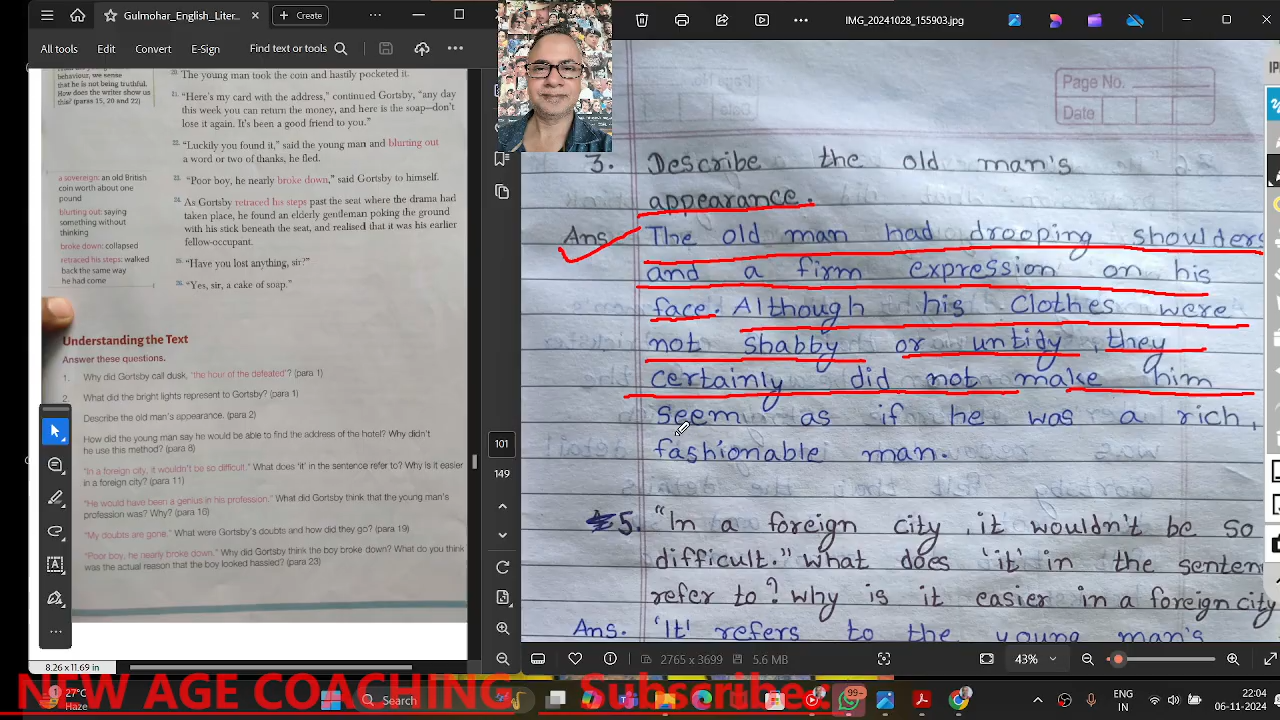 Gulmohar_English_Liter...
Create
All tools
Edit
Convert
E-Sign
Find text or tools
behaviour, we sense
that he is not being truthful.
How does the writer show us
this? (paras 15, 20 and 22)
20. The young man took the coin and hastily pocketed it.
21. "Here's my card with the address," continued Gortsby, "any
day this week you can return the money, and here is the soap—don't
lose it again. It's been a good friend to you."
22. "Luckily you found it," said the young man and blurting out
a word or two of thanks, he fled.
23. "Poor boy, he nearly broke down," said Gortsby to himself.
24. As Gortsby retraced his steps past the seat where the drama had
taken place, he found an elderly gentleman poking the ground
with his stick beneath the seat, and realised that it was his earlier
fellow-occupant.
25. "Have you lost anything, sir?"
26. "Yes, sir, a cake of soap."
a sovereign: an old British
coin worth about one
pound
blurting out: saying
something without
thinking
broke down: collapsed
retraced his steps: walked
back the same way
he had come
Understanding the Text
Answer these questions.
1. Why did Gortsby call dusk, "the hour of the defeated"? (para 1)
2. What did the bright lights represent to Gortsby? (para 1)
Describe the old man's appearance. (para 2)
How did the young man say he would be able to find the address of the hotel? Why didn't
he use this method? (para 8)
"In a foreign city, it wouldn't be so difficult." What does 'it' in the sentence refer to? Why is it easier
in a foreign city? (para 11)
"He would have been a genius in his profession." What did Gortsby think that the young man's
profession was? Why? (para 16)
"My doubts are gone." What were Gortsby's doubts and how did they go? (para 19)
"Poor boy, he nearly broke down." Why did Gortsby think the boy broke down? What do you think
was the actual reason that the boy looked hassled? (para 23)
8.26 x 11.69 in
101
149
IMG_20241028_155903.jpg
Page No.
Date
3. Describe the old man's
appearance.
Ans The old man had drooping shoulders
and a firm expression on his
face. Although his Clothes were
not shabby or untidy, they
certainly did not make him
seem as if he was a rich,
fashionable man.
5. "In a foreign city, it wouldn't be so
difficult." What does 'it' in the senten
refer to? Why is it easier in a foreign city
Ans. 'It' refers to the young man's
2765 x 3699
5.6 MB
43%
NEW AGE COACHING - Subscribe
27°C
Haze
Search
99+
ENG
IN
06-11-2024